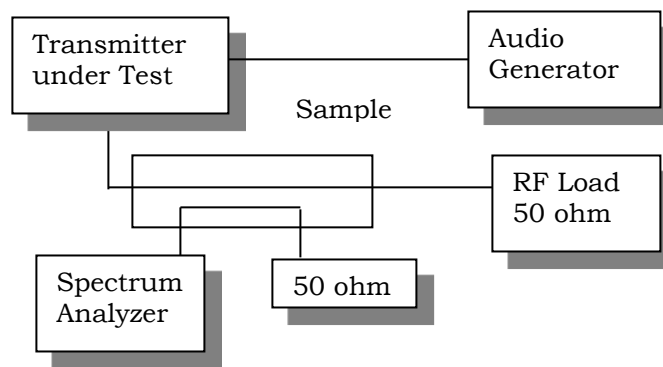 Transmitter
under Test
Audio
Generator
Sample
RF Load
50 ohm
Spectrum
Analyzer
50 ohm